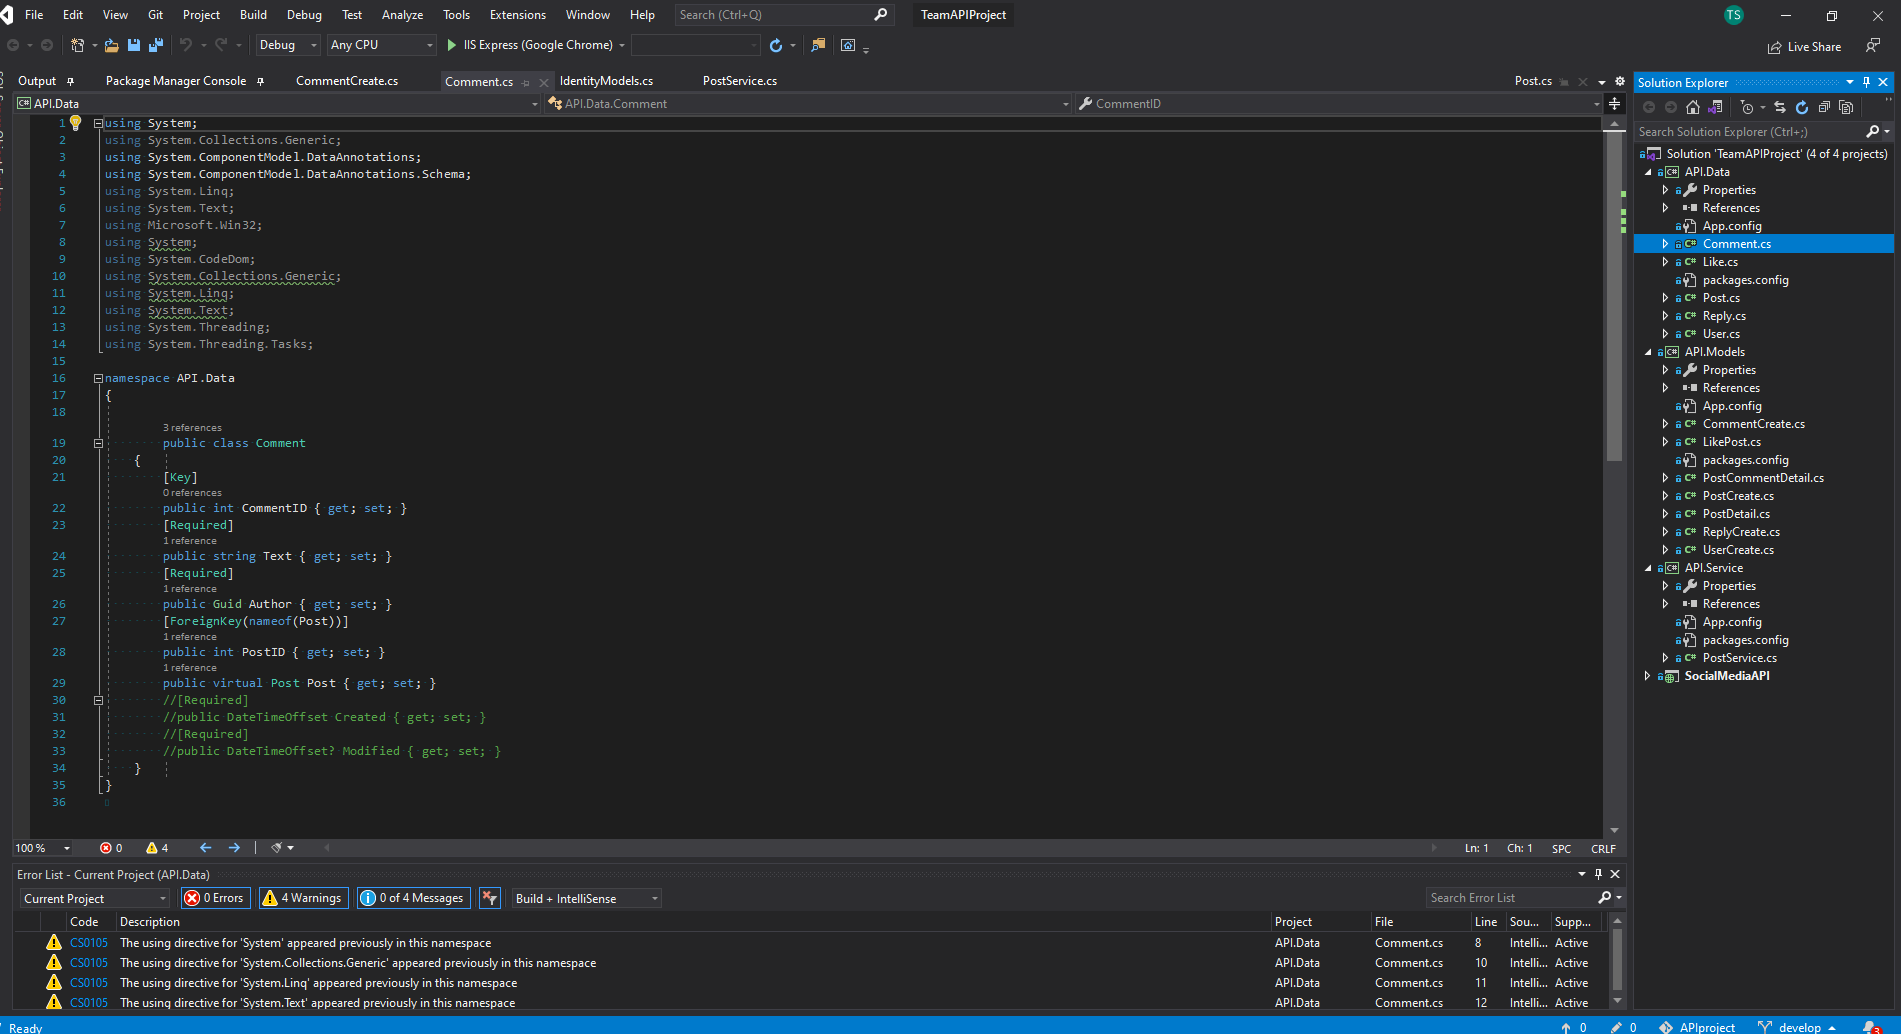 File Edit View Git Project Build Debug Test Analyze Tools Extensions Window Help Search (Ctrl+Q) TeamAPIProject TS
Debug Any CPU IIS Express (Google Chrome) Live Share
Output Package Manager Console CommentCreate.cs Comment.cs IdentityModels.cs PostService.cs Post.cs
API.Data API.Data.Comment CommentID
1 using System;
2 using System.Collections.Generic;
3 using System.ComponentModel.DataAnnotations;
4 using System.ComponentModel.DataAnnotations.Schema;
5 using System.Linq;
6 using System.Text;
7 using Microsoft.Win32;
8 using System;
9 using System.CodeDom;
10 using System.Collections.Generic;
11 using System.Linq;
12 using System.Text;
13 using System.Threading;
14 using System.Threading.Tasks;
15
16 namespace API.Data
17 {
18
3 references
19 public class Comment
20 {
21 [Key]
0 references
22 public int CommentID { get; set; }
23 [Required]
1 reference
24 public string Text { get; set; }
25 [Required]
1 reference
26 public Guid Author { get; set; }
27 [ForeignKey(nameof(Post))]
1 reference
28 public int PostID { get; set; }
1 reference
29 public virtual Post Post { get; set; }
30 //[Required]
31 //public DateTimeOffset Created { get; set; }
32 //[Required]
33 //public DateTimeOffset? Modified { get; set; }
34 }
35 }
36
100 % 0 4 Ln: 1 Ch: 1 SPC CRLF
Error List - Current Project (API.Data)
Current Project 0 Errors 4 Warnings 0 of 4 Messages Build + IntelliSense Search Error List
Code Description Project File Line Sou... Supp...
CS0105 The using directive for 'System' appeared previously in this namespace API.Data Comment.cs 8 Intelli... Active
CS0105 The using directive for 'System.Collections.Generic' appeared previously in this namespace API.Data Comment.cs 10 Intelli... Active
CS0105 The using directive for 'System.Linq' appeared previously in this namespace API.Data Comment.cs 11 Intelli... Active
CS0105 The using directive for 'System.Text' appeared previously in this namespace API.Data Comment.cs 12 Intelli... Active
Solution Explorer
Search Solution Explorer (Ctrl+;)
Solution 'TeamAPIProject' (4 of 4 projects)
API.Data
Properties
References
App.config
Comment.cs
Like.cs
packages.config
Post.cs
Reply.cs
User.cs
API.Models
Properties
References
App.config
CommentCreate.cs
LikePost.cs
packages.config
PostCommentDetail.cs
PostCreate.cs
PostDetail.cs
ReplyCreate.cs
UserCreate.cs
API.Service
Properties
References
App.config
packages.config
PostService.cs
SocialMediaAPI
Ready 0 0 APIproject develop 3